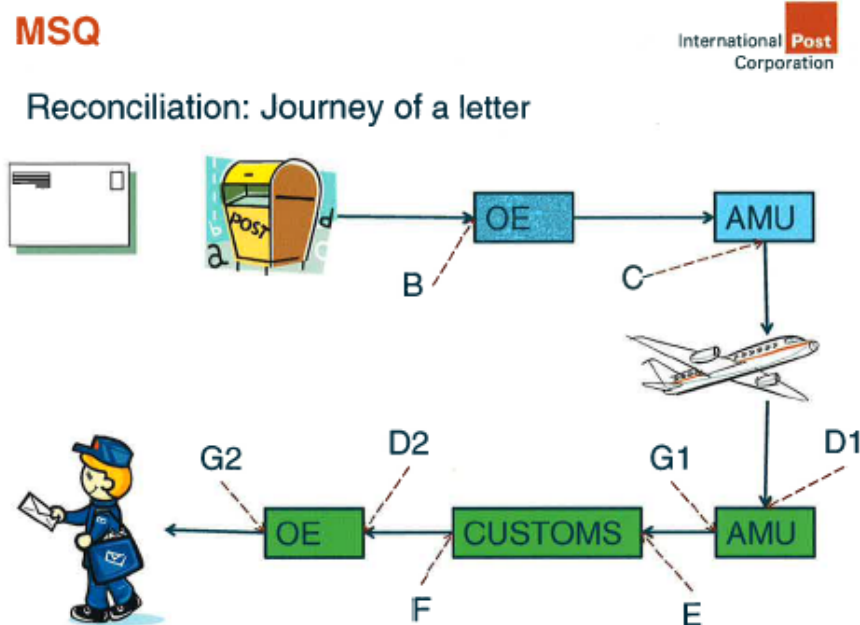 MSQ
International Post
Corporation
Reconciliation: Journey of a letter
POST
a
b
d
OE
AMU
B
C
G2
D2
G1
D1
OE
CUSTOMS
AMU
F
E